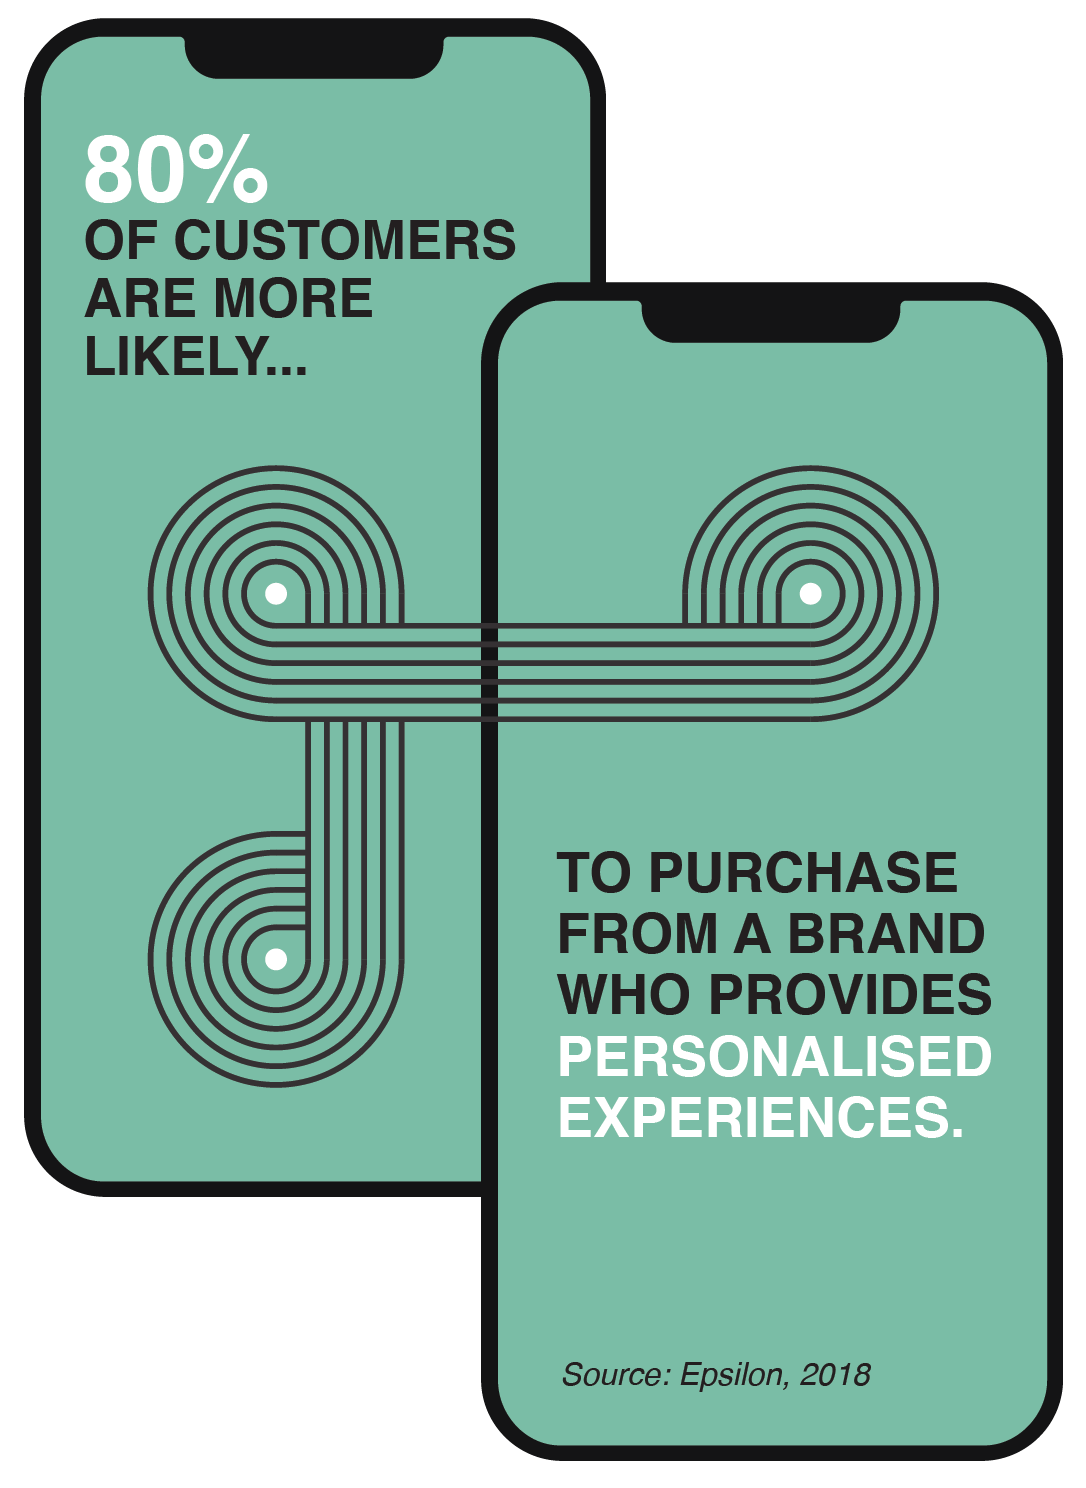 80%
OF CUSTOMERS
ARE MORE
LIKELY...
TO PURCHASE
FROM A BRAND
WHO PROVIDES
PERSONALISED
EXPERIENCES.
Source: Epsilon, 2018